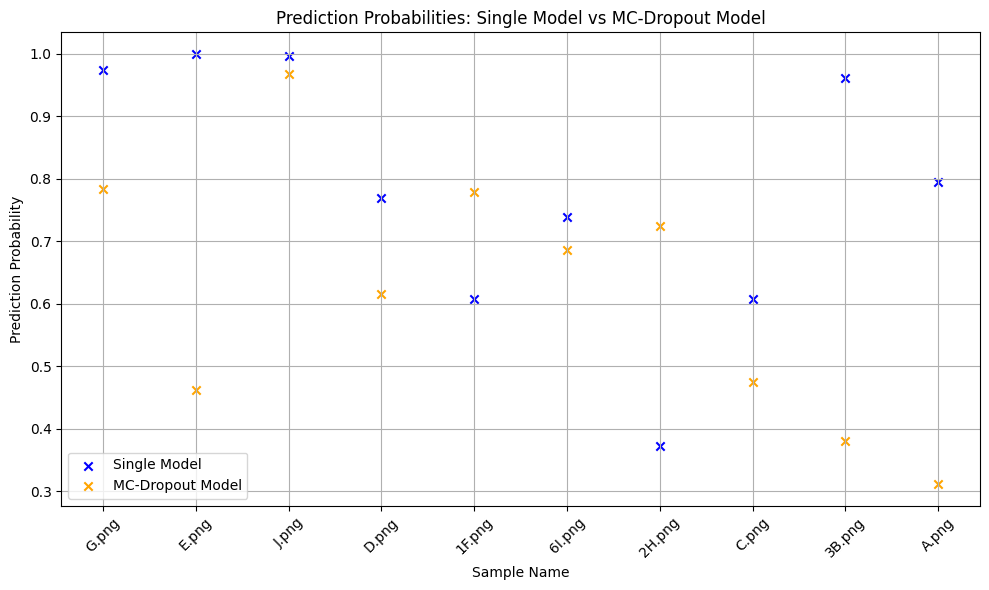 Prediction Probabilities: Single Model vs MC-Dropout Model
Prediction Probability
1.0
0.9
0.8
0.7
0.6
0.5
0.4
0.3
Single Model
MC-Dropout Model
G.png
E.png
J.png
D.png
1F.png
6I.png
2H.png
C.png
3B.png
A.png
Sample Name